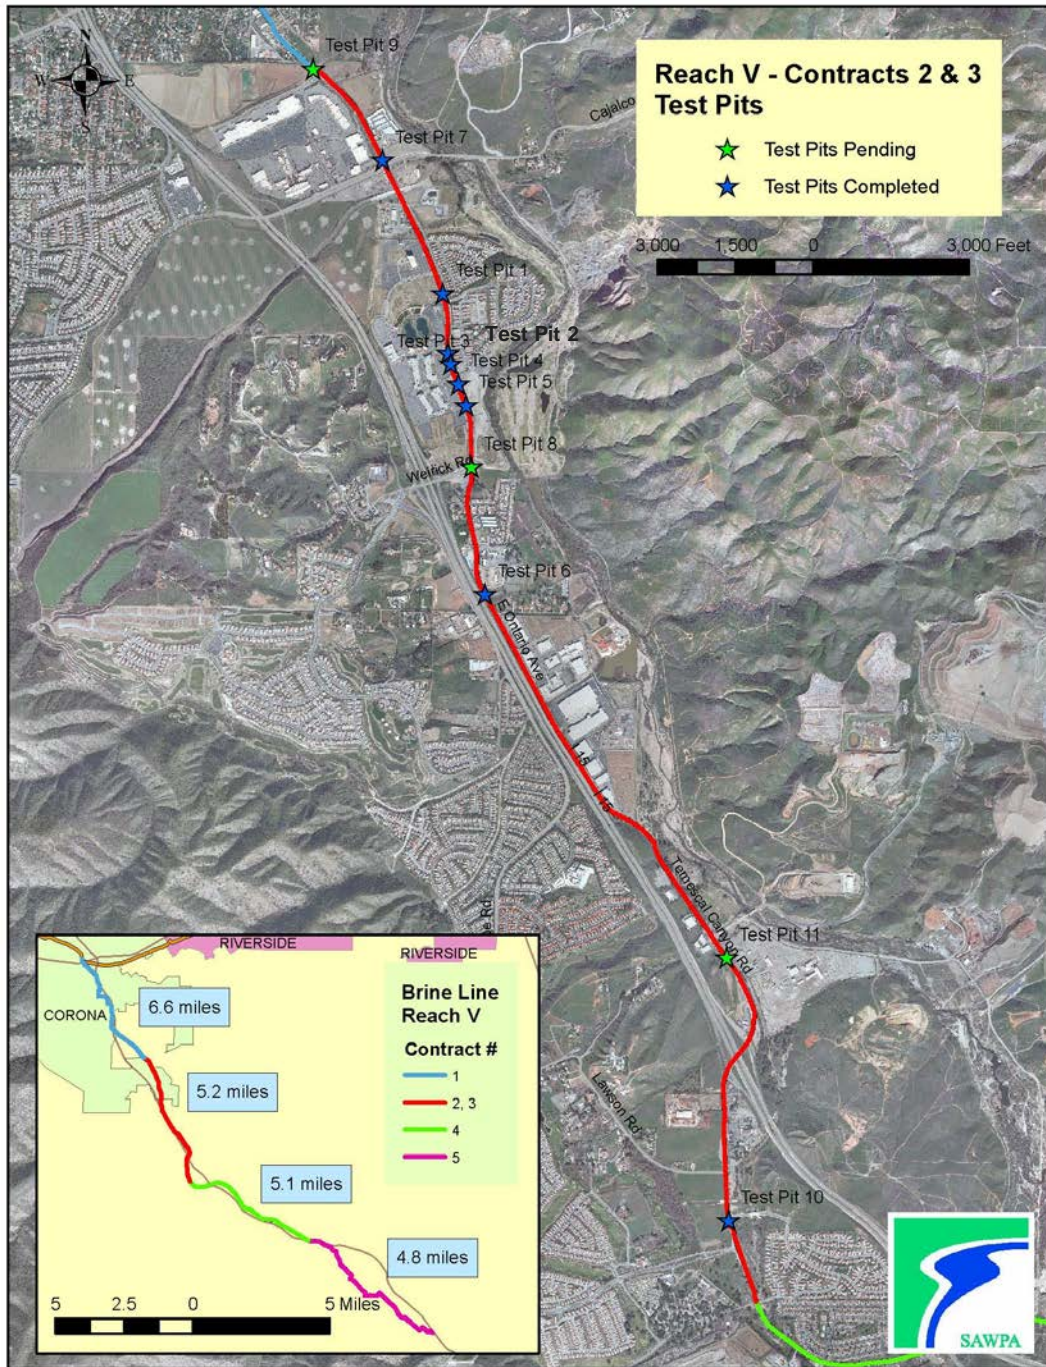 N
W E
S
Test Pit 9
Reach V - Contracts 2 & 3
Test Pits
Test Pits Pending
Test Pits Completed
3,000 1,500 0 3,000 Feet
Cajalco
Test Pit 7
Test Pit 1
Test Pit 2
Test Pit 3
Test Pit 4
Test Pit 5
Test Pit 8
Weirick Rd
Test Pit 6
E Ontario Ave
15
15
Temescal Canyon Rd
Test Pit 11
Lawson Rd
Test Pit 10
RIVERSIDE
RIVERSIDE
CORONA
6.6 miles
5.2 miles
5.1 miles
4.8 miles
Brine Line
Reach V
Contract #
1
2, 3
4
5
5 2.5 0 5 Miles
SAWPA